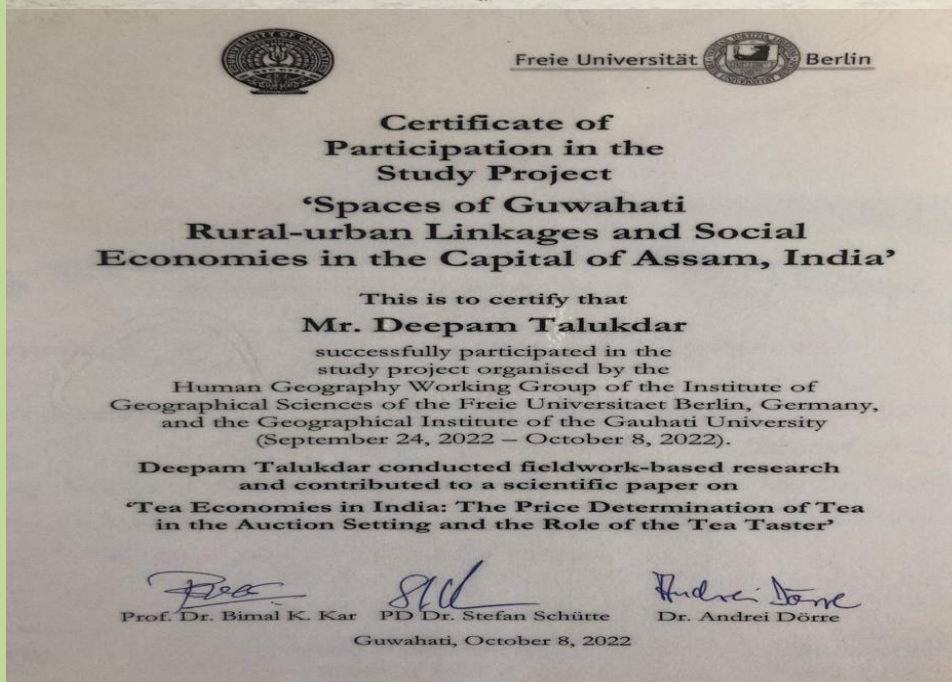 Freie Universität Berlin
Certificate of
Participation in the
Study Project
‘Spaces of Guwahati
Rural-urban Linkages and Social
Economies in the Capital of Assam, India’
This is to certify that
Mr. Deepam Talukdar
successfully participated in the
study project organised by the
Human Geography Working Group of the Institute of
Geographical Sciences of the Freie Universitaet Berlin, Germany,
and the Geographical Institute of the Gauhati University
(September 24, 2022 – October 8, 2022).
Deepam Talukdar conducted fieldwork-based research
and contributed to a scientific paper on
‘Tea Economies in India: The Price Determination of Tea
in the Auction Setting and the Role of the Tea Taster’
Andrei Dörre
Prof. Dr. Bimal K. Kar PD Dr. Stefan Schütte Dr. Andrei Dörre
Guwahati, October 8, 2022